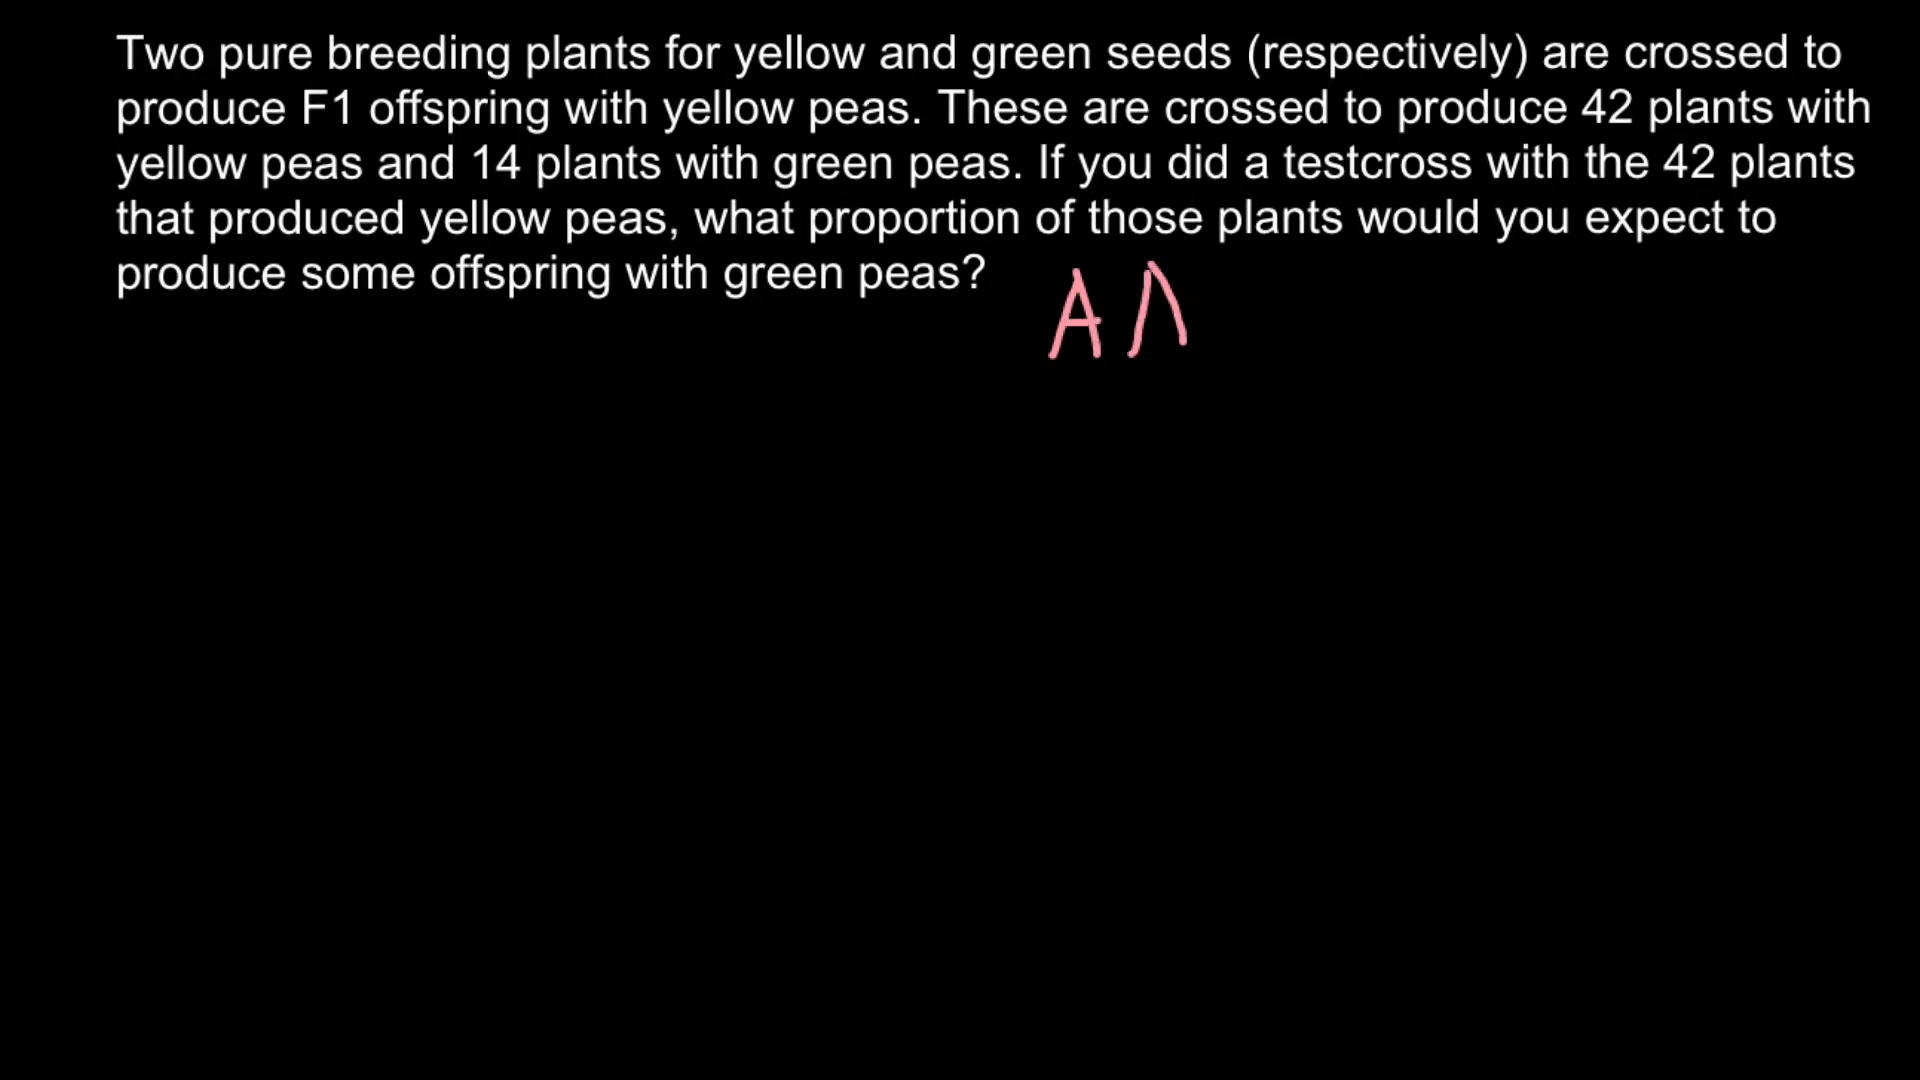 Two pure breeding plants for yellow and green seeds (respectively) are crossed to
produce F1 offspring with yellow peas. These are crossed to produce 42 plants with
yellow peas and 14 plants with green peas. If you did a testcross with the 42 plants
that produced yellow peas, what proportion of those plants would you expect to
produce some offspring with green peas?
A Λ